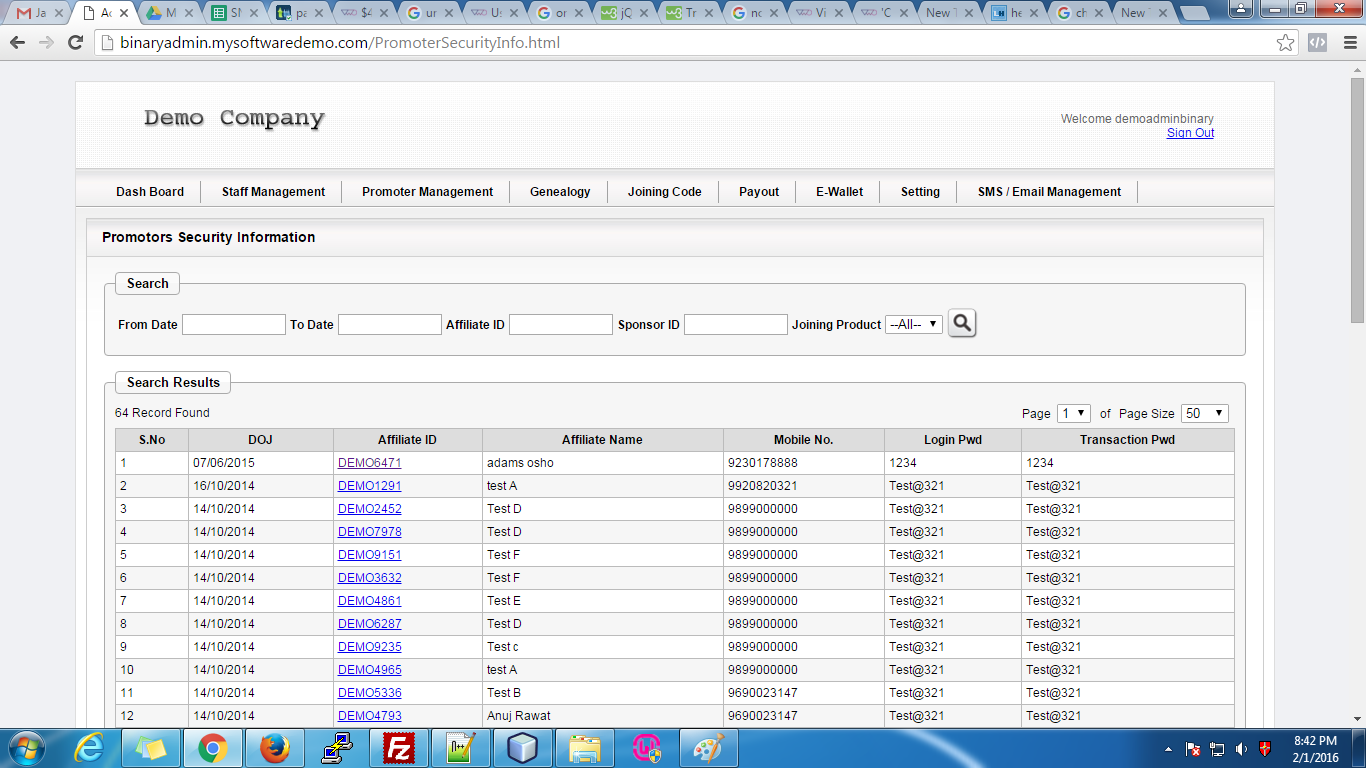 Ja Ac M SN pa $4 ur Us or jQ Tr no Vi 'C New T he ch New T
binaryadmin.mysoftwaredemo.com/PromoterSecurityInfo.html
Demo Company
Welcome demoadminbinary
Sign Out
Dash Board Staff Management Promoter Management Genealogy Joining Code Payout E-Wallet Setting SMS / Email Management
Promotors Security Information
Search
From Date To Date Affiliate ID Sponsor ID Joining Product --All--
Search Results
64 Record Found Page 1 of Page Size 50
S.No DOJ Affiliate ID Affiliate Name Mobile No. Login Pwd Transaction Pwd
1 07/06/2015 DEMO6471 adams osho 9230178888 1234 1234
2 16/10/2014 DEMO1291 test A 9920820321 Test@321 Test@321
3 14/10/2014 DEMO2452 Test D 9899000000 Test@321 Test@321
4 14/10/2014 DEMO7978 Test D 9899000000 Test@321 Test@321
5 14/10/2014 DEMO9151 Test F 9899000000 Test@321 Test@321
6 14/10/2014 DEMO3632 Test F 9899000000 Test@321 Test@321
7 14/10/2014 DEMO4861 Test E 9899000000 Test@321 Test@321
8 14/10/2014 DEMO6287 Test D 9899000000 Test@321 Test@321
9 14/10/2014 DEMO9235 Test c 9899000000 Test@321 Test@321
10 14/10/2014 DEMO4965 test A 9899000000 Test@321 Test@321
11 14/10/2014 DEMO5336 Test B 9690023147 Test@321 Test@321
12 14/10/2014 DEMO4793 Anuj Rawat 9690023147 Test@321 Test@321
8:42 PM
2/1/2016